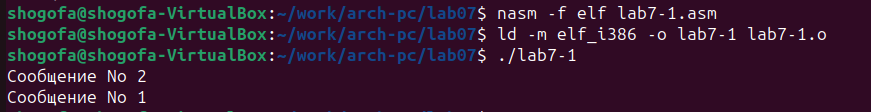 shogofa@shogofa-VirtualBox:~/work/arch-pc/lab07$ nasm -f elf lab7-1.asm
shogofa@shogofa-VirtualBox:~/work/arch-pc/lab07$ ld -m elf_i386 -o lab7-1 lab7-1.o
shogofa@shogofa-VirtualBox:~/work/arch-pc/lab07$ ./lab7-1
Сообщение No 2
Сообщение No 1